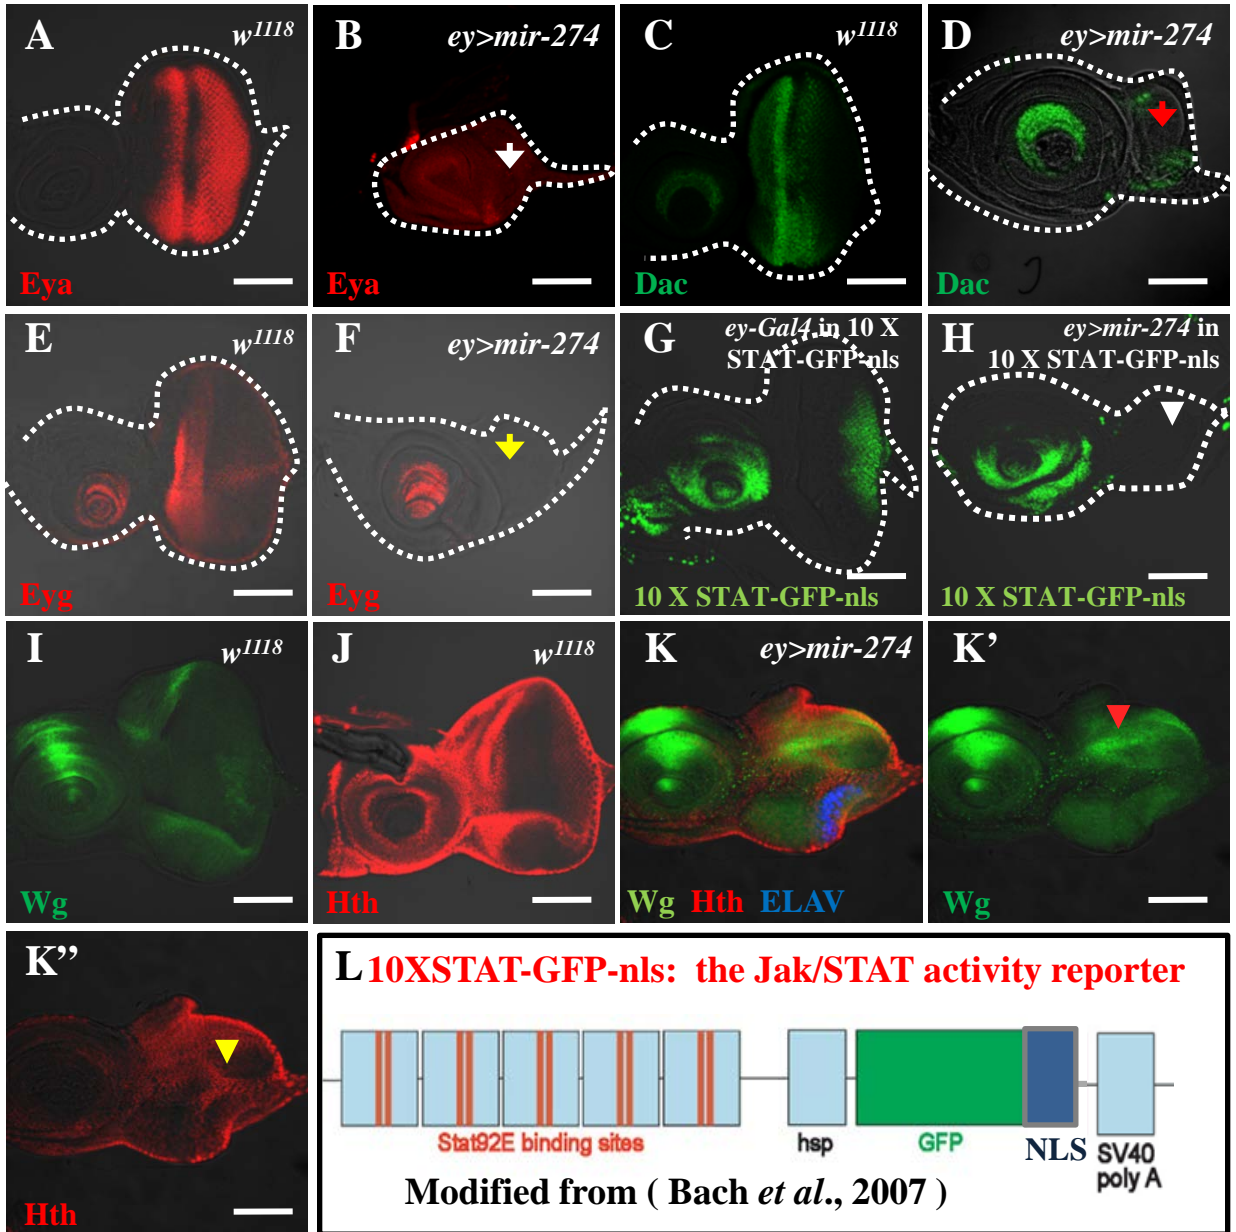 A
w1118
Eya
B
ey>mir-274
Eya
C
w1118
Dac
D
ey>mir-274
Dac
E
w1118
Eyg
F
ey>mir-274
Eyg
G
ey-Gal4 in 10 X
STAT-GFP-nls
10 X STAT-GFP-nls
H
ey>mir-274 in
10 X STAT-GFP-nls
10 X STAT-GFP-nls
I
w1118
Wg
J
w1118
Hth
K
ey>mir-274
Wg Hth ELAV
K’
Wg
K”
Hth
L 10XSTAT-GFP-nls: the Jak/STAT activity reporter
Stat92E binding sites
hsp
GFP
NLS
SV40
poly A
Modified from ( Bach et al., 2007 )